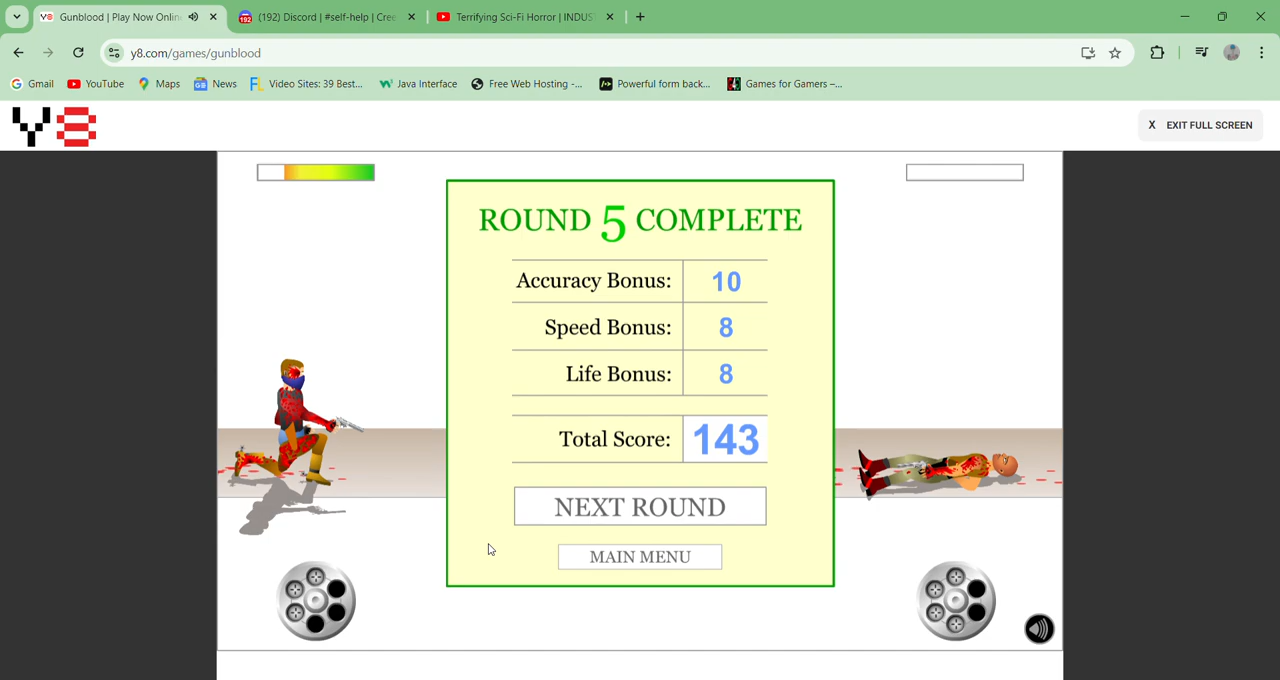 Gunblood | Play Now Onlin
(192) Discord | #self-help | Cree
Terrifying Sci-Fi Horror | INDUS
y8.com/games/gunblood
Gmail
YouTube
Maps
News
Video Sites: 39 Best...
Java Interface
Free Web Hosting -...
Powerful form back...
Games for Gamers –...
Y8
X EXIT FULL SCREEN
ROUND 5 COMPLETE
Accuracy Bonus: 10
Speed Bonus: 8
Life Bonus: 8
Total Score: 143
NEXT ROUND
MAIN MENU